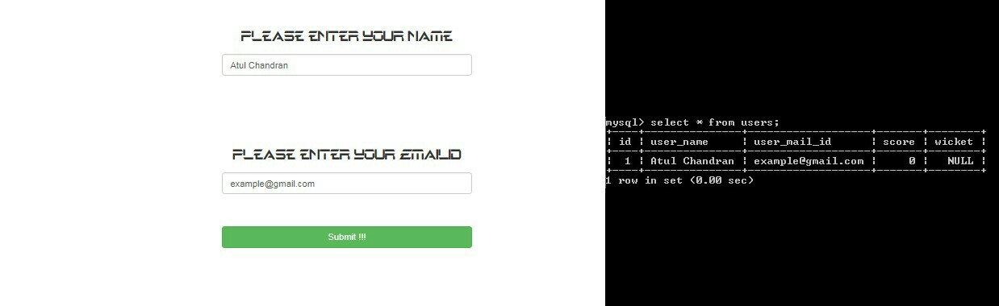 PLEASE ENTER YOUR NAME
Atul Chandran
PLEASE ENTER YOUR EMAILID
example@gmail.com
Submit !!!
mysql> select * from users;
+----+---------------+-------------------+-------+--------+
| id | user_name     | user_mail_id      | score | wicket |
+----+---------------+-------------------+-------+--------+
|  1 | Atul Chandran | example@gmail.com |     0 |   NULL |
+----+---------------+-------------------+-------+--------+
1 row in set (0.00 sec)